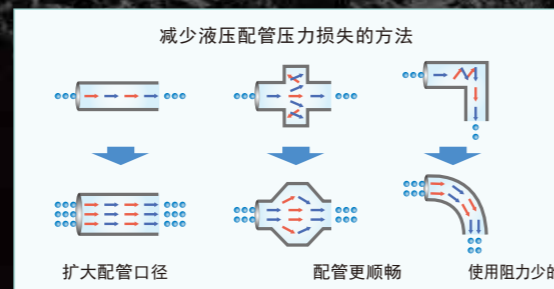 减少液压配管压力损失的方法
扩大配管口径
配管更顺畅
使用阻力少的